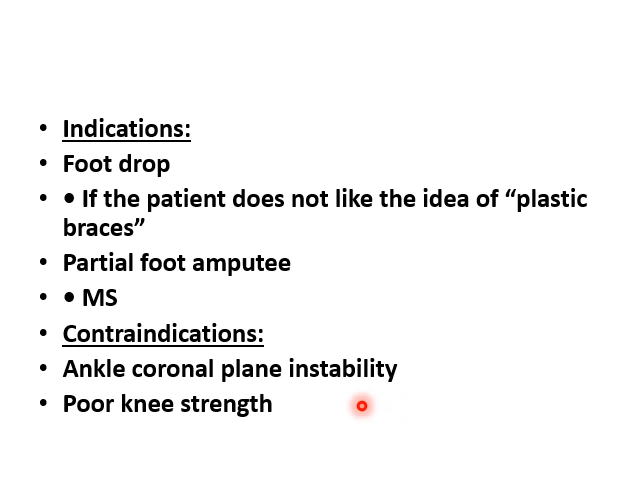 • Indications:
• Foot drop
• • If the patient does not like the idea of “plastic
braces”
• Partial foot amputee
• • MS
• Contraindications:
• Ankle coronal plane instability
• Poor knee strength